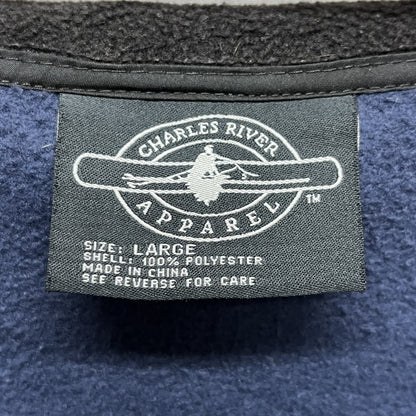 CHARLES RIVER
APPAREL
TM
SIZE: LARGE
SHELL: 100% POLYESTER
MADE IN CHINA
SEE REVERSE FOR CARE